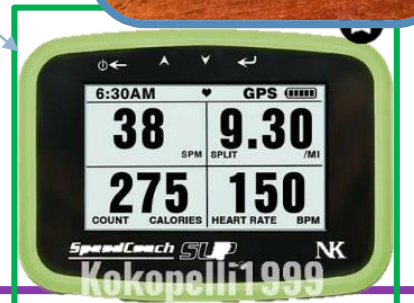 6:30AM GPS
38 SPM 9.30 SPLIT /MI
275 COUNT CALORIES 150 HEART RATE BPM
SpeedCoach SUP NK
Kokopelli1999